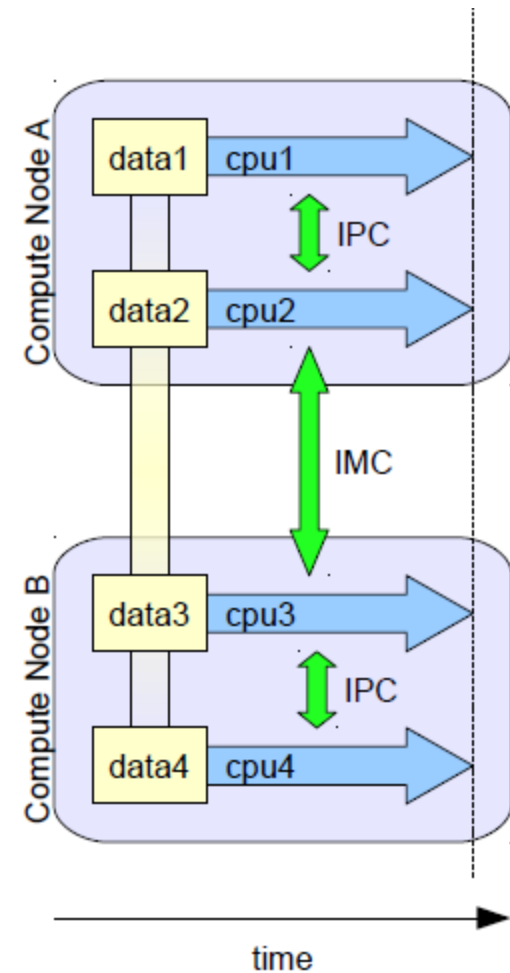 Compute Node A
data1
cpu1
IPC
data2
cpu2
IMC
Compute Node B
data3
cpu3
IPC
data4
cpu4
time